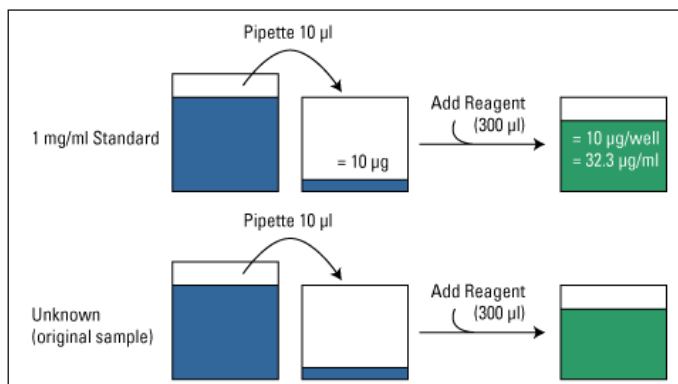 Pipette 10 µl
1 mg/ml Standard
= 10 µg
Add Reagent
(300 µl)
= 10 µg/well
= 32.3 µg/ml
Pipette 10 µl
Unknown
(original sample)
Add Reagent
(300 µl)